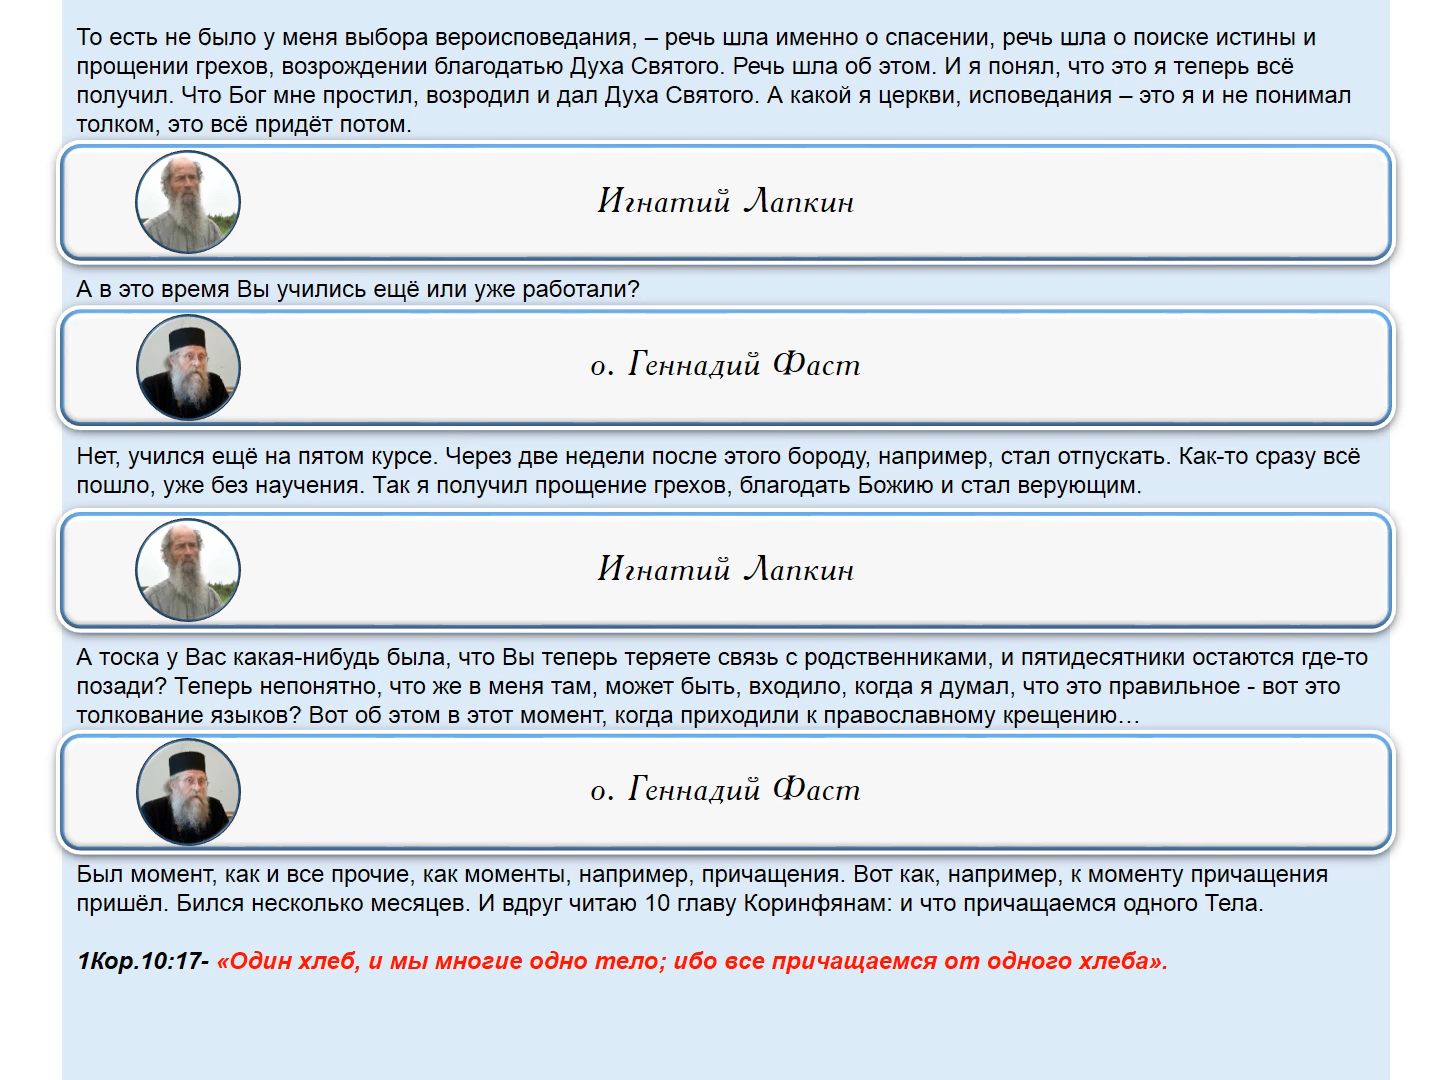 То есть не было у меня выбора вероисповедания, – речь шла именно о спасении, речь шла о поиске истины и
прощении грехов, возрождении благодатью Духа Святого. Речь шла об этом. И я понял, что это я теперь всё
получил. Что Бог мне простил, возродил и дал Духа Святого. А какой я церкви, исповедания – это я и не понимал
толком, это всё придёт потом.
Игнатий Лапкин
А в это время Вы учились ещё или уже работали?
о. Геннадий Фаст
Нет, учился ещё на пятом курсе. Через две недели после этого бороду, например, стал отпускать. Как-то сразу всё
пошло, уже без научения. Так я получил прощение грехов, благодать Божию и стал верующим.
Игнатий Лапкин
А тоска у Вас какая-нибудь была, что Вы теперь теряете связь с родственниками, и пятидесятники остаются где-то
позади? Теперь непонятно, что же в меня там, может быть, входило, когда я думал, что это правильное - вот это
толкование языков? Вот об этом в этот момент, когда приходили к православному крещению…
о. Геннадий Фаст
Был момент, как и все прочие, как моменты, например, причащения. Вот как, например, к моменту причащения
пришёл. Бился несколько месяцев. И вдруг читаю 10 главу Коринфянам: и что причащаемся одного Тела.
1Кор.10:17- «Один хлеб, и мы многие одно тело; ибо все причащаемся от одного хлеба».